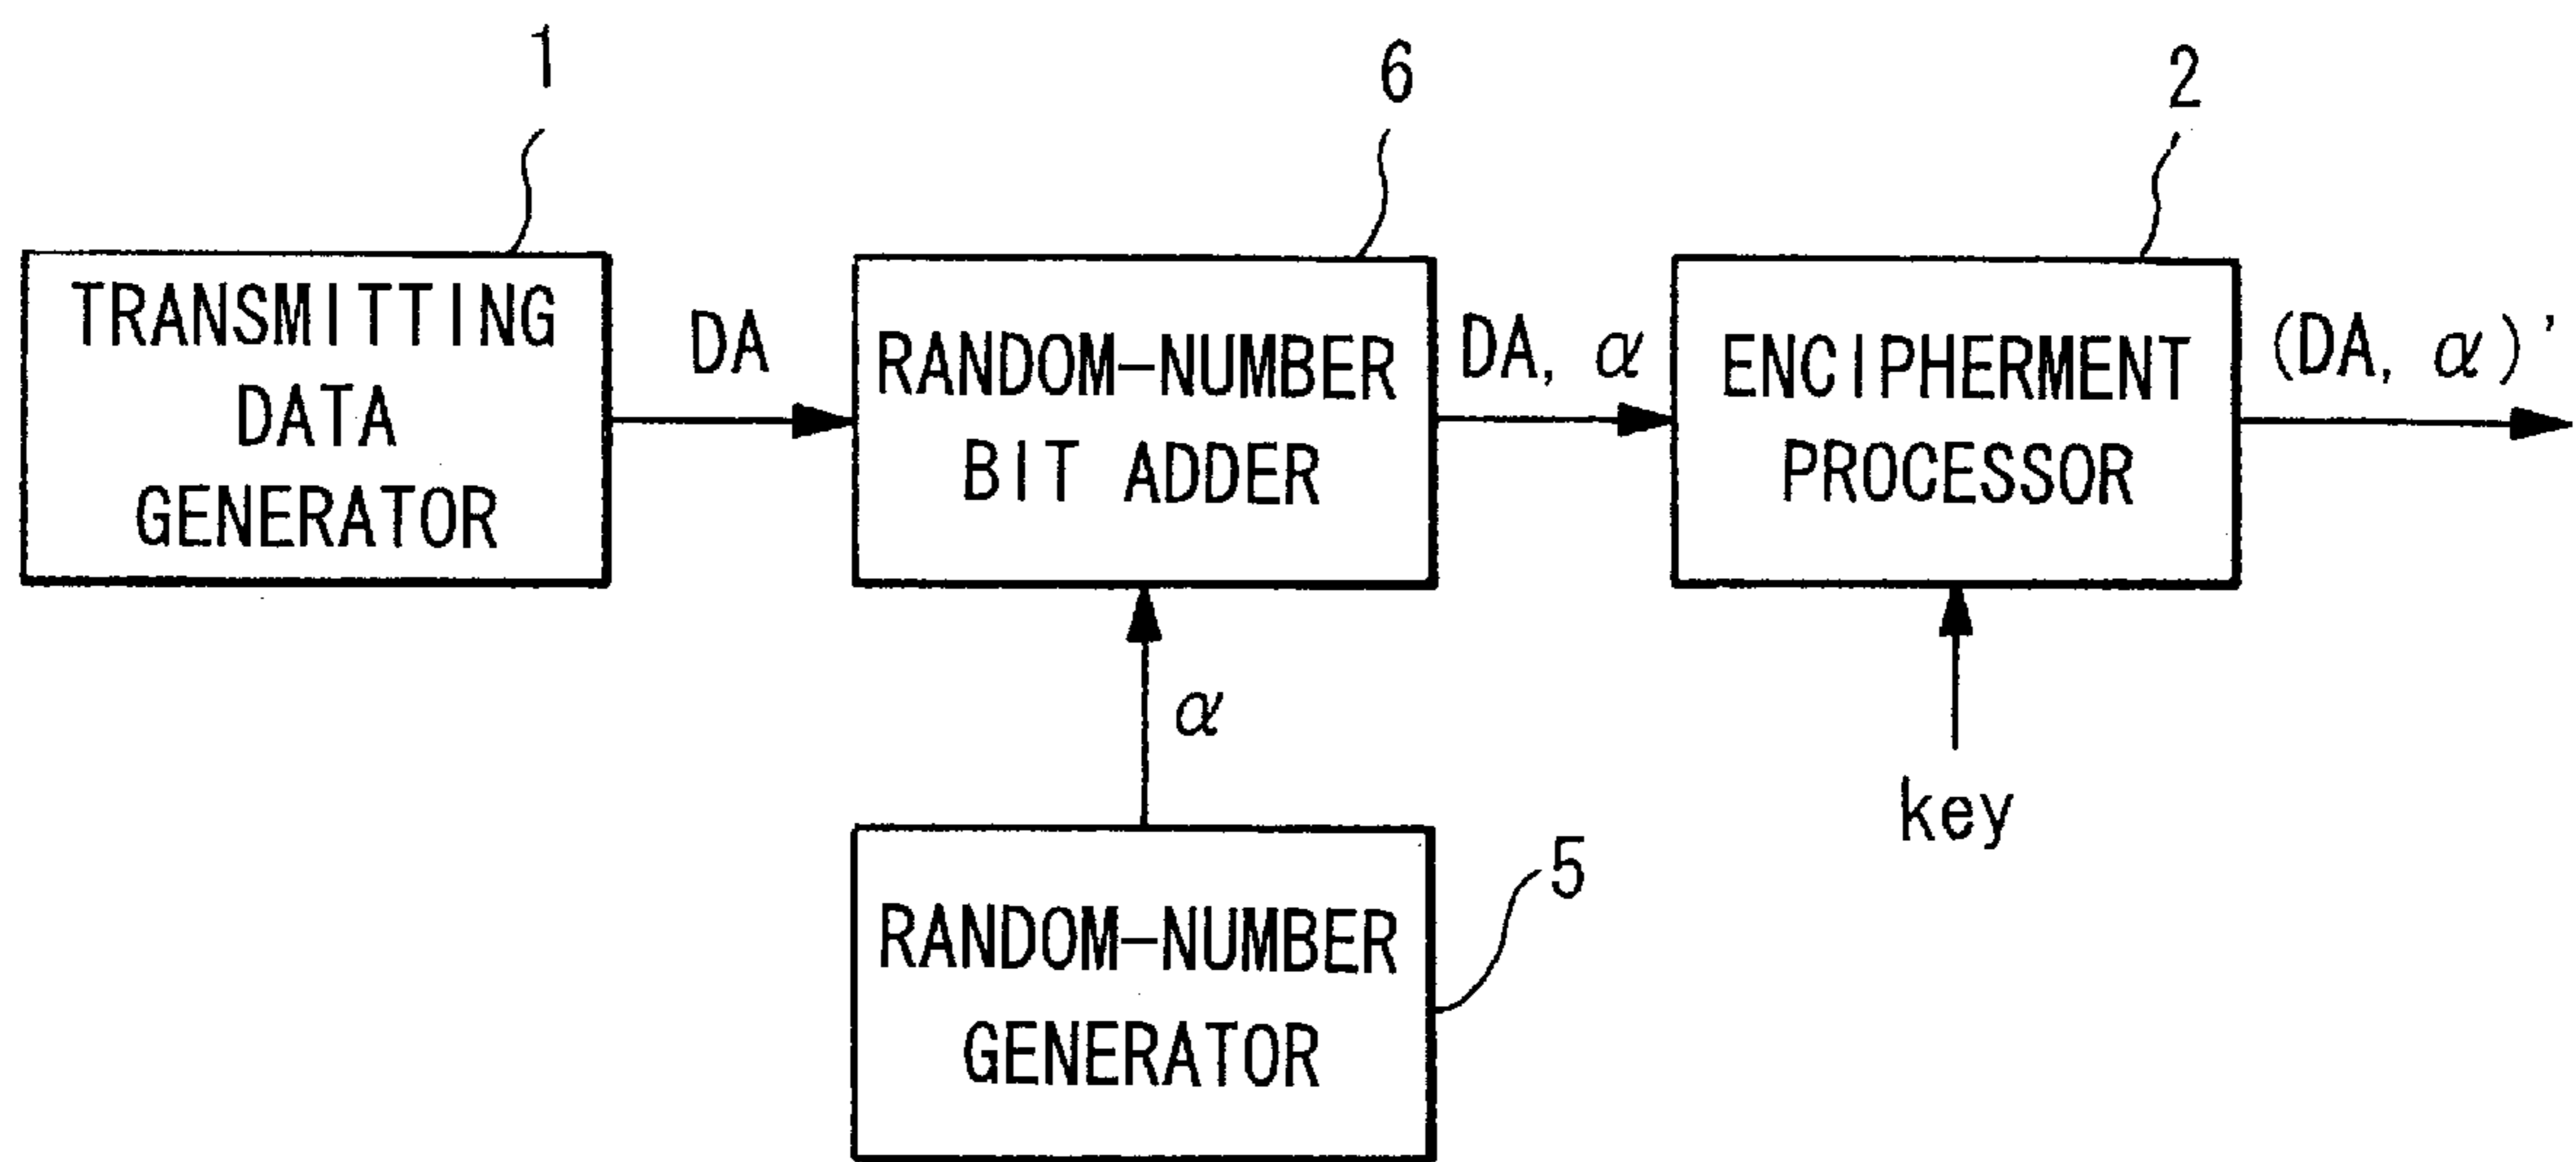 1
6
2
TRANSMITTING
DATA
GENERATOR
DA
RANDOM-NUMBER
BIT ADDER
DA, α
ENCIPHERMENT
PROCESSOR
(DA, α)'
α
key
RANDOM-NUMBER
GENERATOR
5